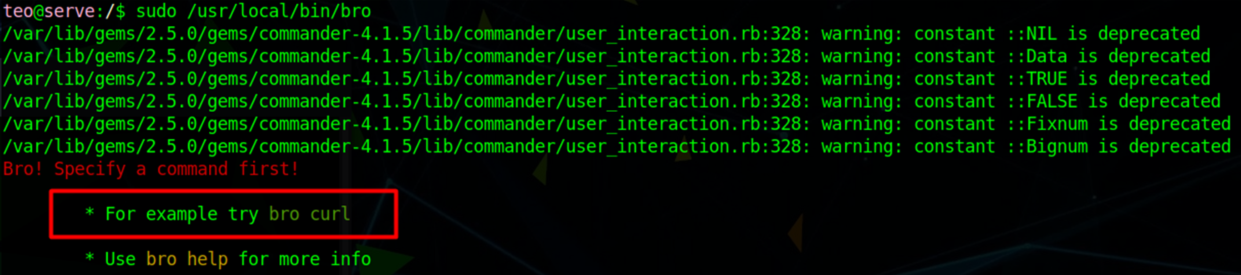 teo@serve:/$ sudo /usr/local/bin/bro
/var/lib/gems/2.5.0/gems/commander-4.1.5/lib/commander/user_interaction.rb:328: warning: constant ::NIL is deprecated
/var/lib/gems/2.5.0/gems/commander-4.1.5/lib/commander/user_interaction.rb:328: warning: constant ::Data is deprecated
/var/lib/gems/2.5.0/gems/commander-4.1.5/lib/commander/user_interaction.rb:328: warning: constant ::TRUE is deprecated
/var/lib/gems/2.5.0/gems/commander-4.1.5/lib/commander/user_interaction.rb:328: warning: constant ::FALSE is deprecated
/var/lib/gems/2.5.0/gems/commander-4.1.5/lib/commander/user_interaction.rb:328: warning: constant ::Fixnum is deprecated
/var/lib/gems/2.5.0/gems/commander-4.1.5/lib/commander/user_interaction.rb:328: warning: constant ::Bignum is deprecated
Bro! Specify a command first!
* For example try bro curl
* Use bro help for more info